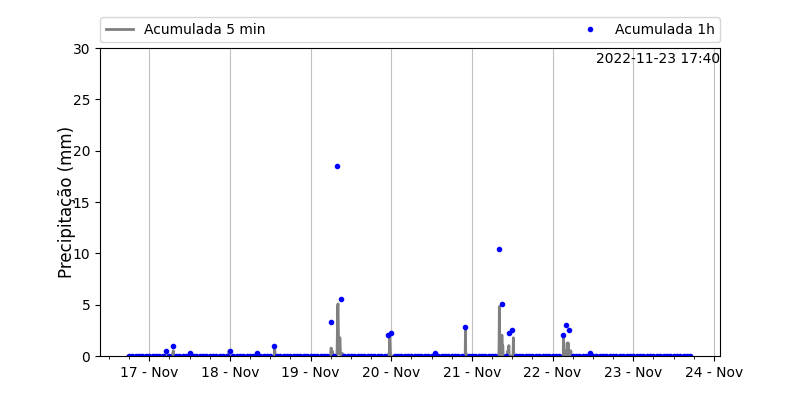 Acumulada 5 min
Acumulada 1h
2022-11-23 17:40
Precipitação (mm)
30
25
20
15
10
5
0
17 - Nov
18 - Nov
19 - Nov
20 - Nov
21 - Nov
22 - Nov
23 - Nov
24 - Nov